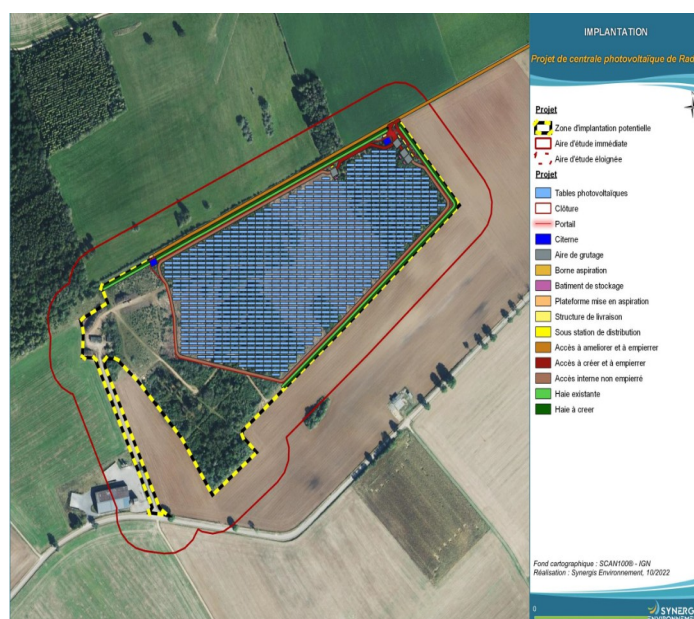 IMPLANTATION
Projet de centrale photovoltaïque de Rad
Projet
Zone d'implantation potentielle
Aire d'étude immédiate
Aire d'étude éloignée
Projet
Tables photovoltaïques
Clôture
Portail
Citerne
Aire de grutage
Borne aspiration
Batiment de stockage
Plateforme mise en aspiration
Structure de livraison
Sous station de distribution
Accès à ameliorer et à empierrer
Accès à créer et à empierrer
Accès interne non empierré
Haie existante
Haie à creer
Fond cartographique : SCAN100® - IGN
Réalisation : Synergis Environnement, 10/2022
0
SYNERG
ENVIRONNEME